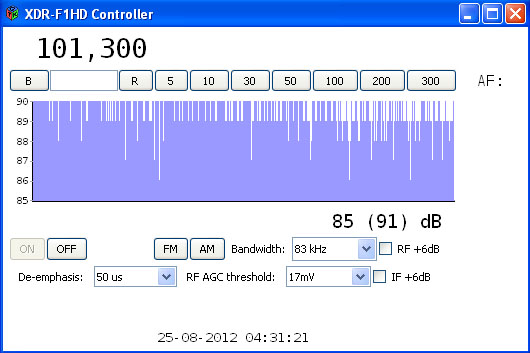 XDR-F1HD Controller
101,300
B R 5 10 30 50 100 200 300 AF:
90
89
88
87
86
85
85 (91) dB
ON OFF FM AM Bandwidth: 83 kHz RF +6dB
De-emphasis: 50 us RF AGC threshold: 17mV IF +6dB
25-08-2012 04:31:21